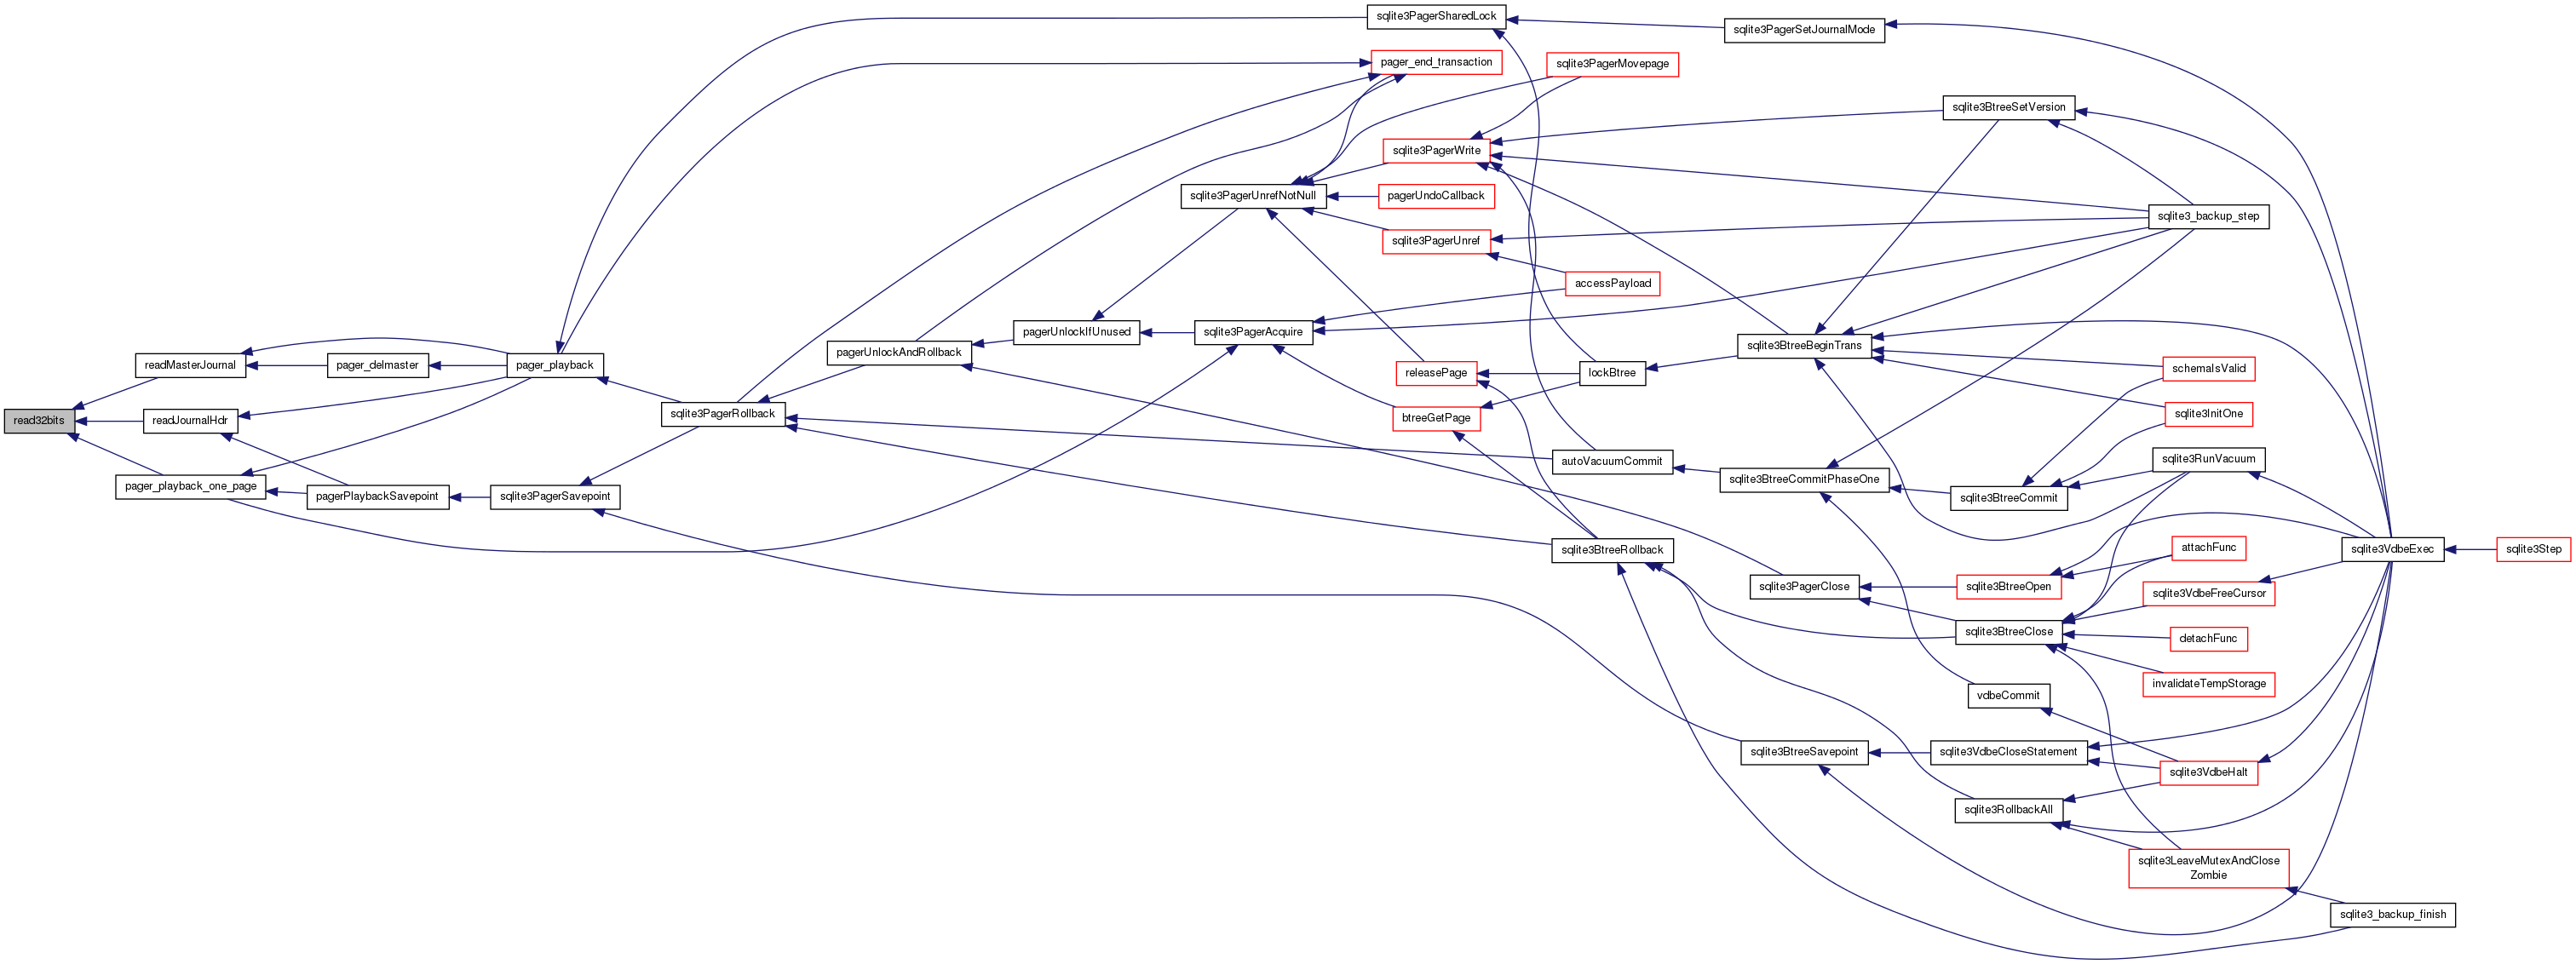 read32bits
readMasterJournal
readJournalHdr
pager_playback_one_page
pager_delmaster
pagerPlaybackSavepoint
pager_playback
sqlite3PagerSavepoint
sqlite3PagerRollback
pagerUnlockAndRollback
pagerUnlockIfUnused
sqlite3PagerUnrefNotNull
sqlite3PagerAcquire
sqlite3PagerSharedLock
pager_end_transaction
sqlite3PagerWrite
pagerUndoCallback
sqlite3PagerUnref
releasePage
btreeGetPage
sqlite3PagerMovepage
accessPayload
lockBtree
autoVacuumCommit
sqlite3BtreeRollback
sqlite3PagerSetJournalMode
sqlite3BtreeBeginTrans
sqlite3BtreeCommitPhaseOne
sqlite3PagerClose
sqlite3BtreeSavepoint
sqlite3BtreeSetVersion
sqlite3BtreeCommit
sqlite3BtreeOpen
sqlite3BtreeClose
vdbeCommit
sqlite3VdbeCloseStatement
sqlite3RollbackAll
sqlite3_backup_step
schemaIsValid
sqlite3InitOne
sqlite3RunVacuum
attachFunc
sqlite3VdbeFreeCursor
detachFunc
invalidateTempStorage
sqlite3VdbeHalt
sqlite3LeaveMutexAndClose
Zombie
sqlite3VdbeExec
sqlite3_backup_finish
sqlite3Step